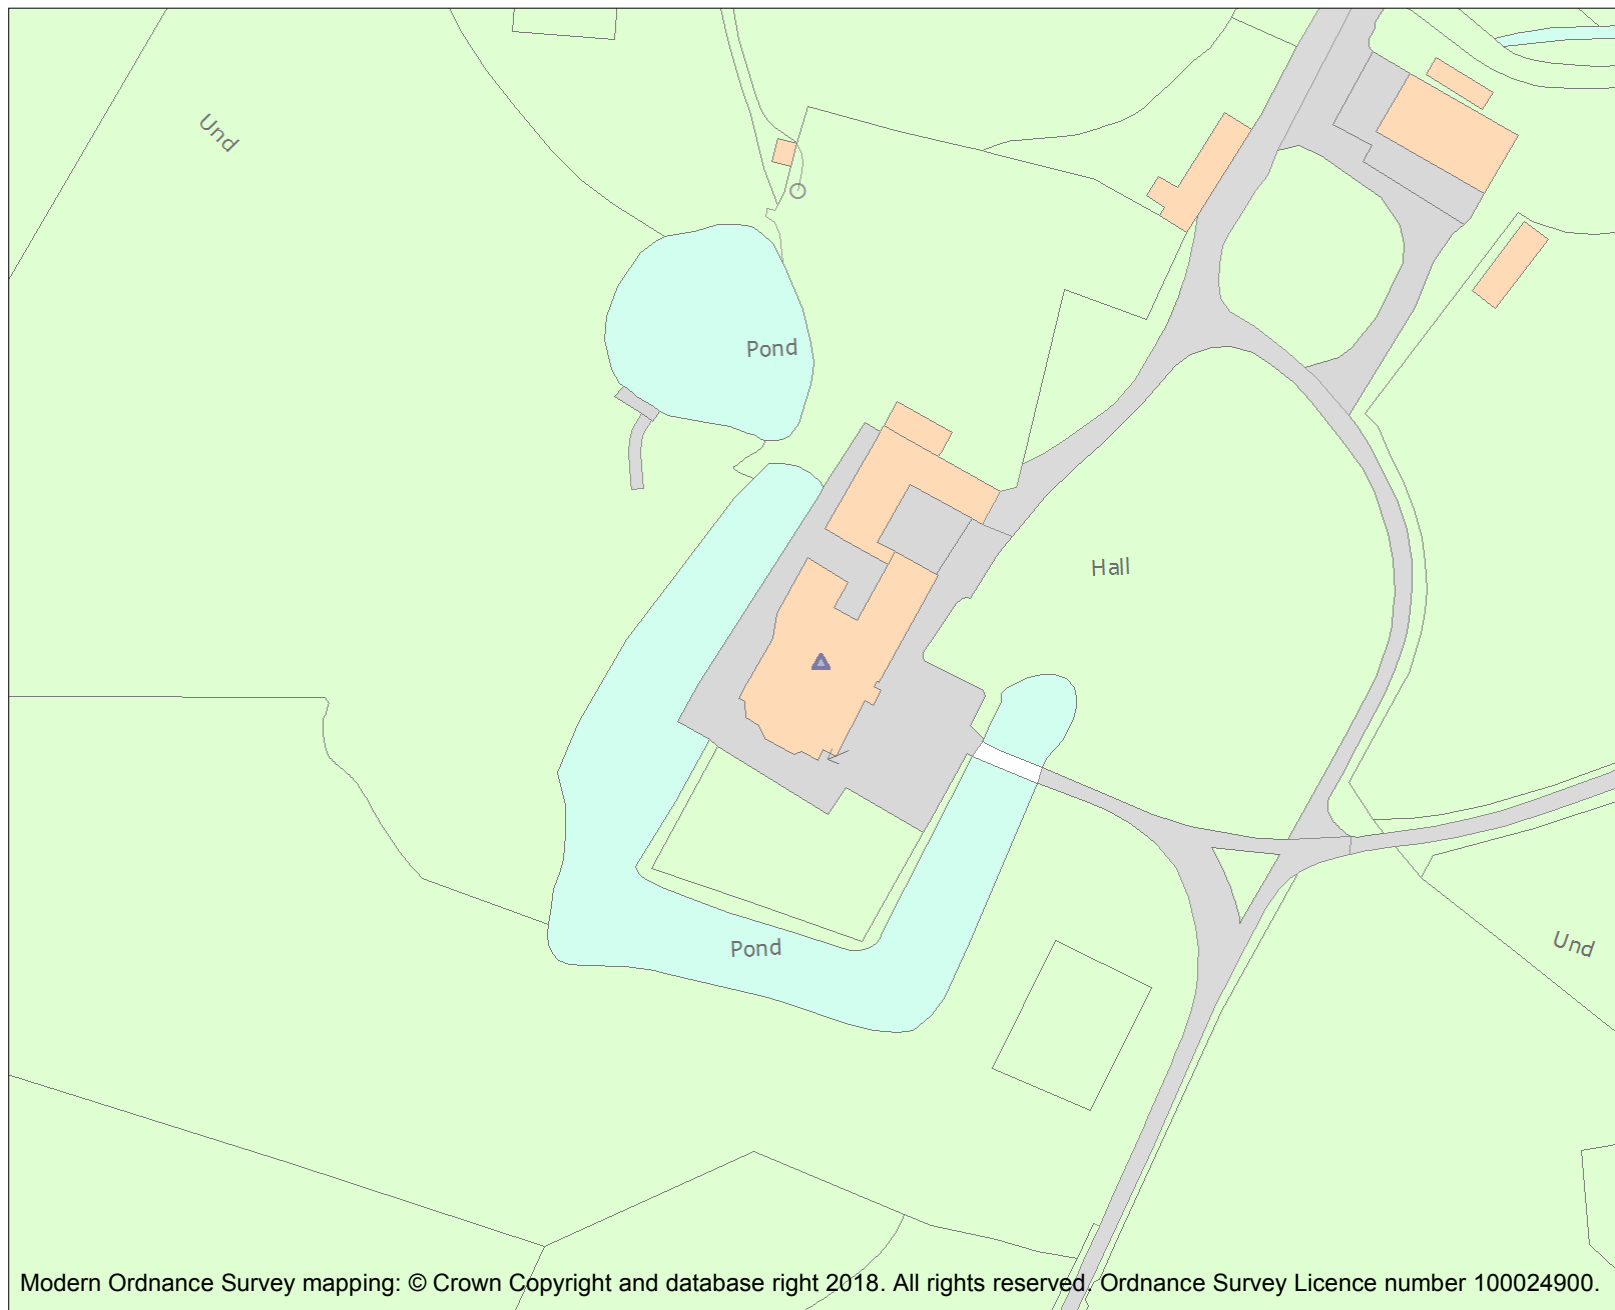 Und
Pond
Hall
Pond
Und
Modern Ordnance Survey mapping: © Crown Copyright and database right 2018. All rights reserved. Ordnance Survey Licence number 100024900.